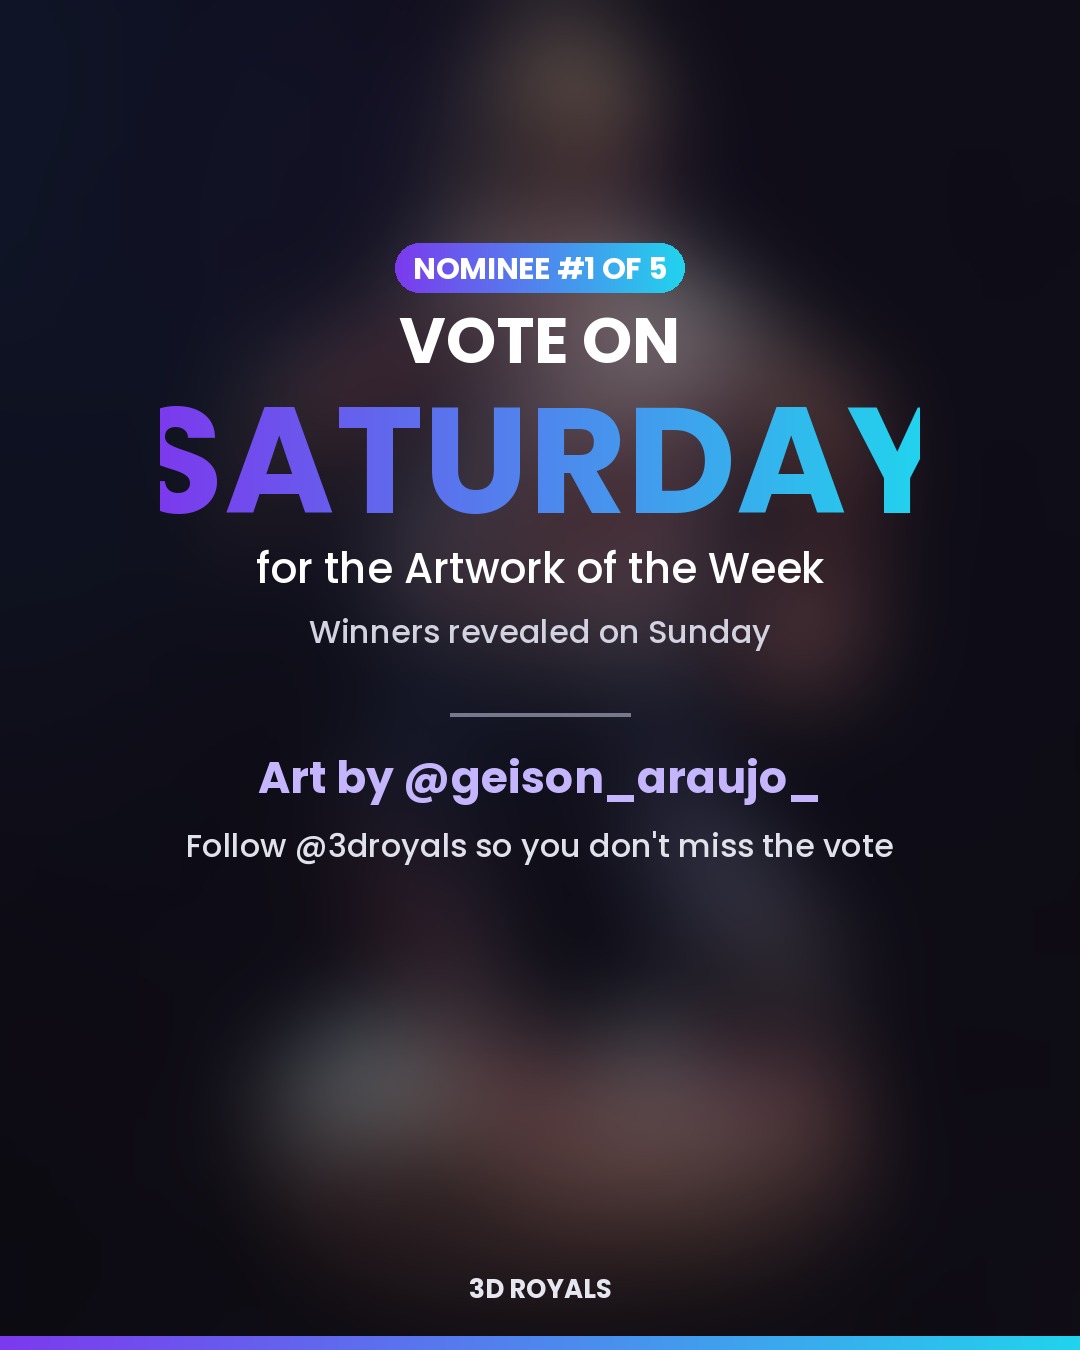 NOMINEE #1 OF 5
VOTE ON
SATURDAY
for the Artwork of the Week
Winners revealed on Sunday
Art by @geison_araujo_
Follow @3droyals so you don't miss the vote
3D ROYALS